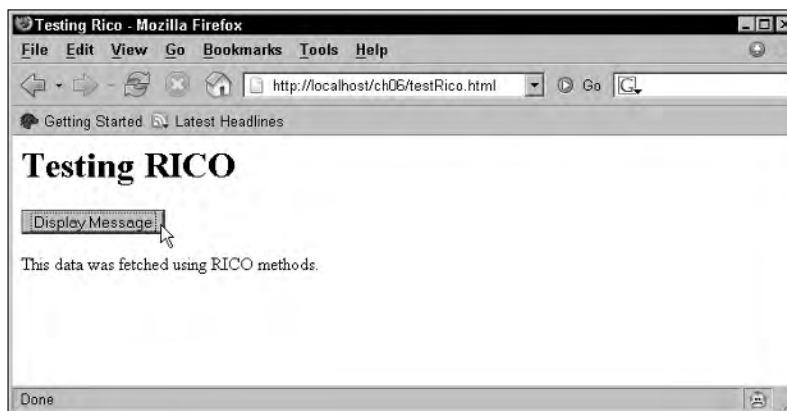 Testing Rico - Mozilla Firefox
File Edit View Go Bookmarks Tools Help
http://localhost/ch06/testRico.html Go G
Getting Started Latest Headlines
Testing RICO
Display Message
This data was fetched using RICO methods.
Done